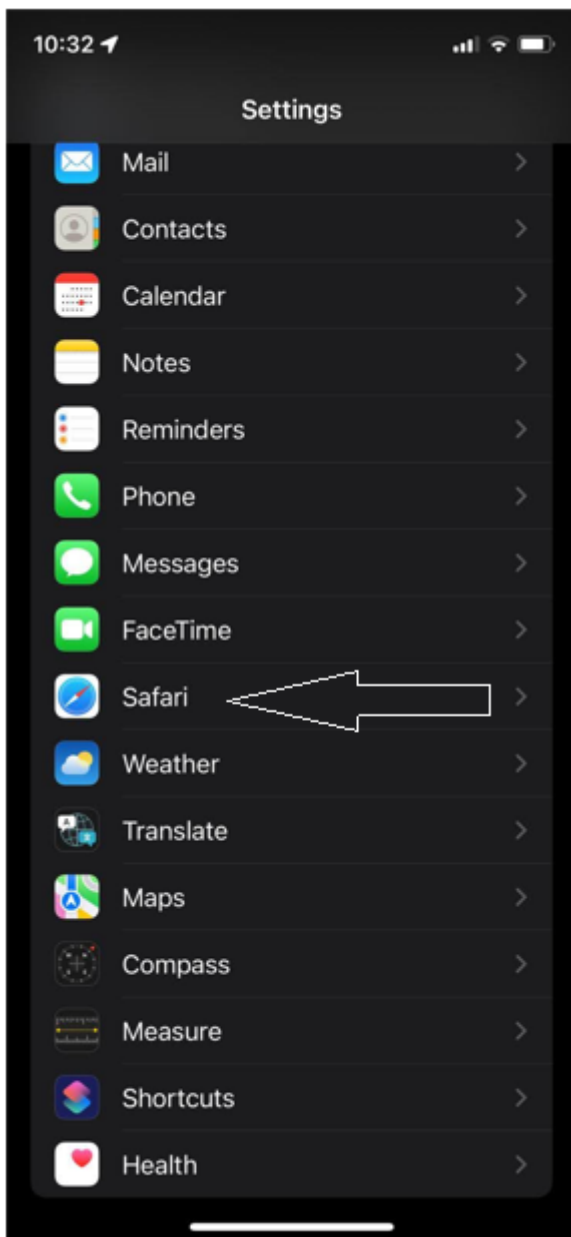 10:32
Settings
Mail
Contacts
Calendar
Notes
Reminders
Phone
Messages
FaceTime
Safari
Weather
Translate
Maps
Compass
Measure
Shortcuts
Health